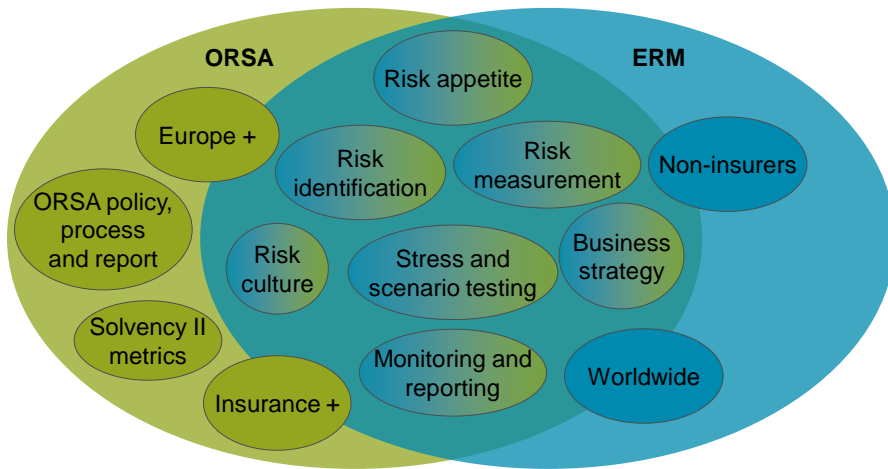 ORSA
ERM
Risk appetite
Europe +
Risk
identification
Risk
measurement
Non-insurers
ORSA policy,
process
and report
Risk
culture
Stress and
scenario testing
Business
strategy
Solvency II
metrics
Monitoring and
reporting
Worldwide
Insurance +